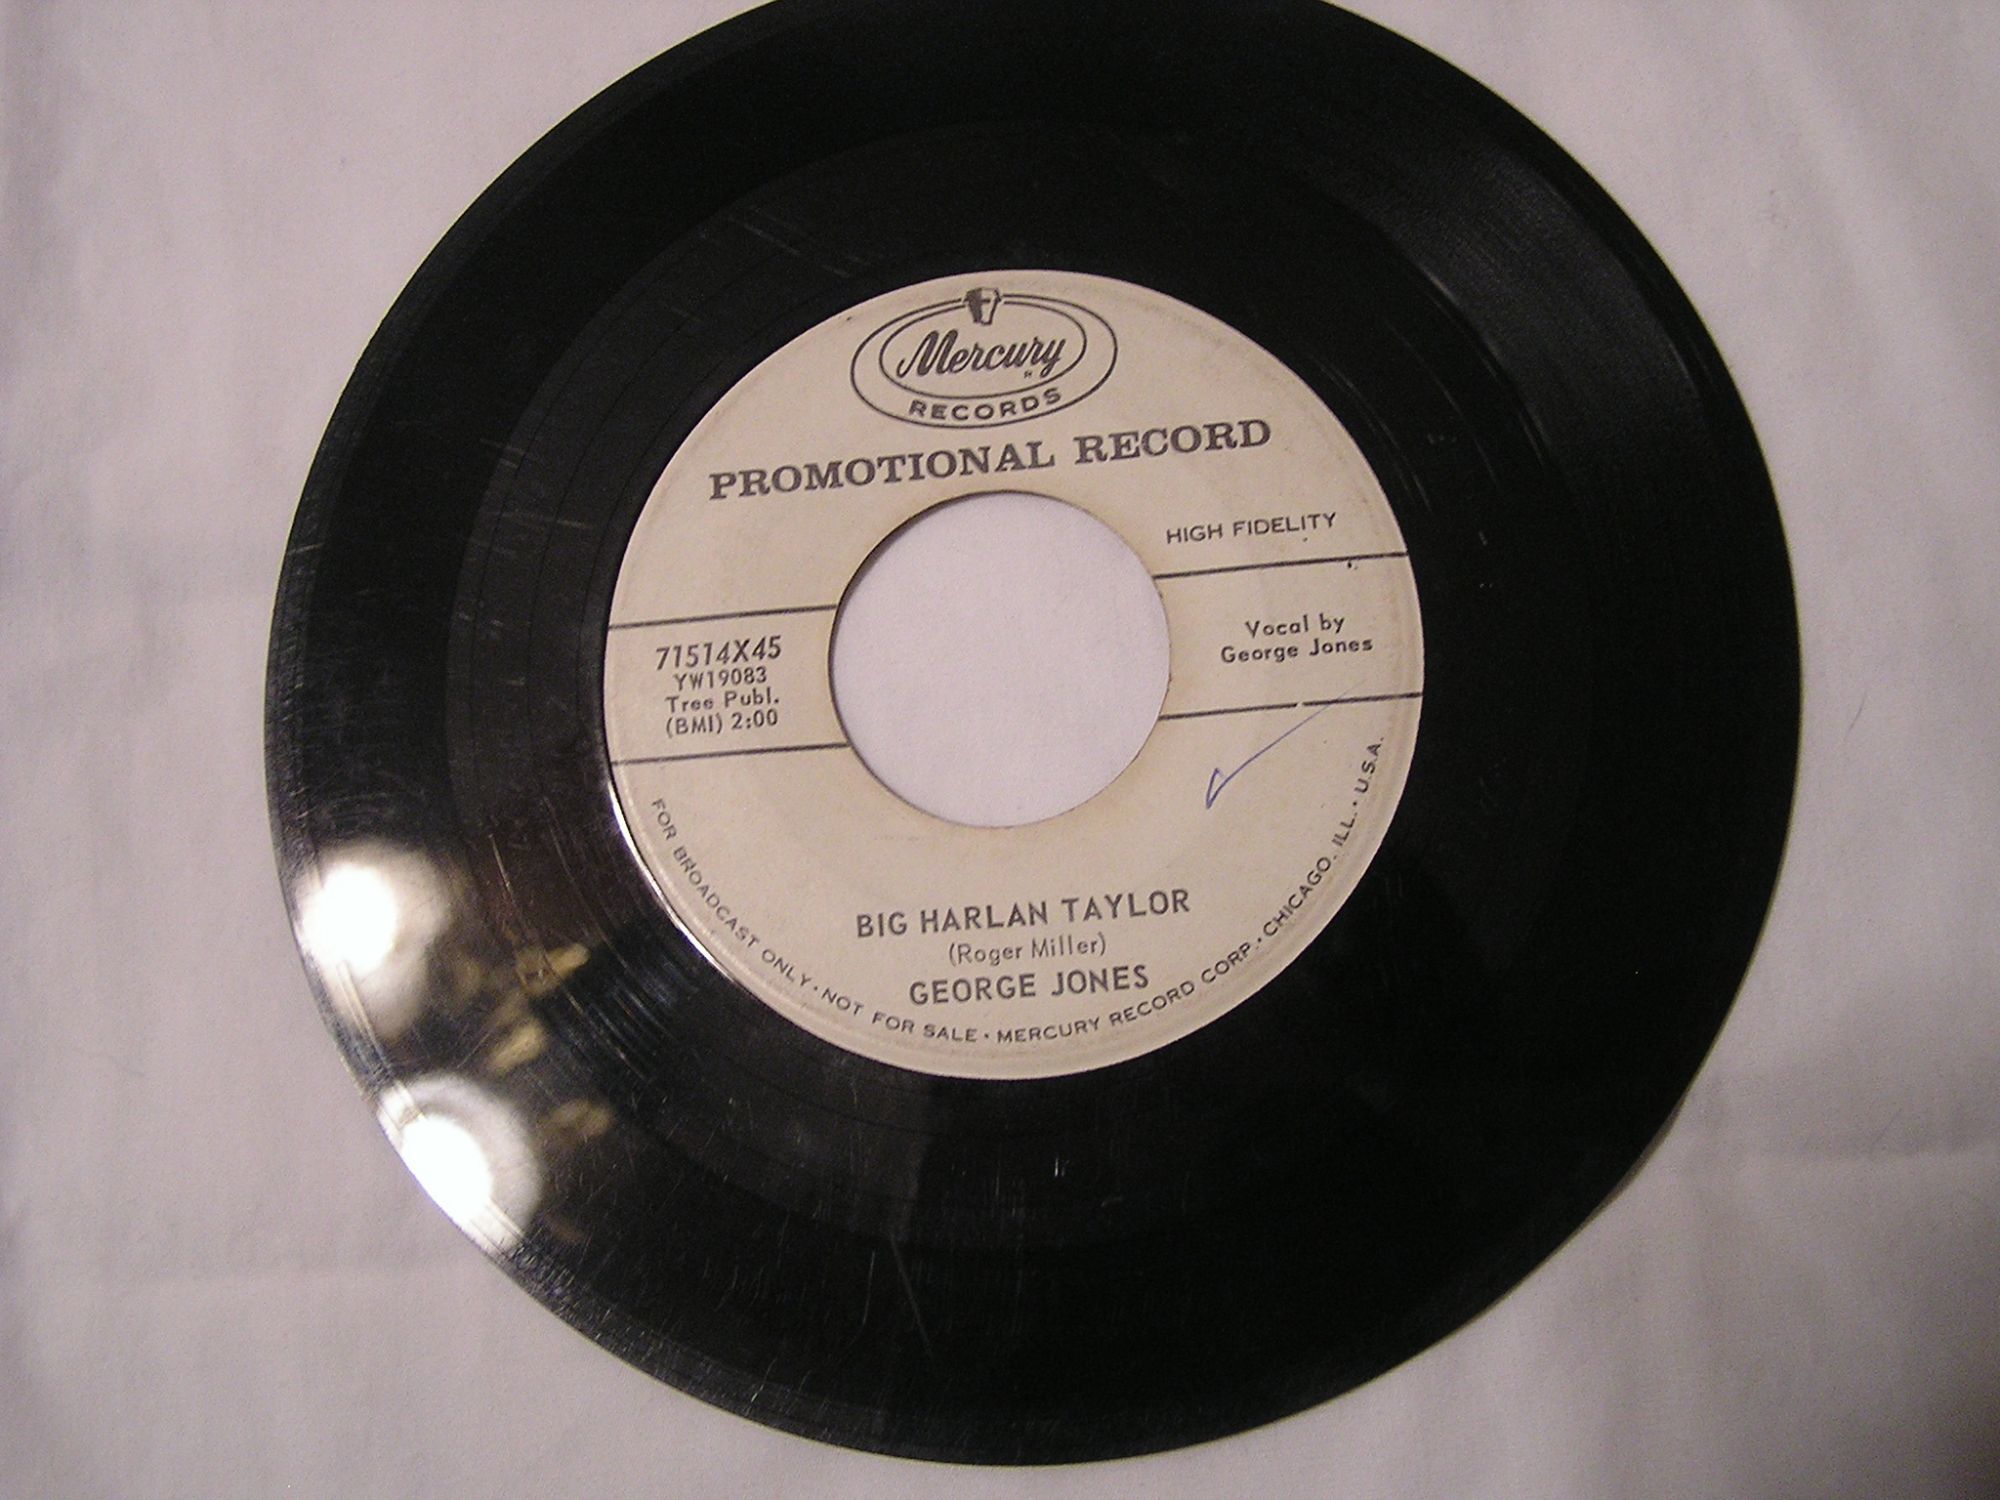 Mercury
RECORDS
PROMOTIONAL RECORD
HIGH FIDELITY
71514X45
YW19083
Tree Publ.
(BMI) 2:00
Vocal by
George Jones
BIG HARLAN TAYLOR
(Roger Miller)
GEORGE JONES
FOR BROADCAST ONLY · NOT FOR SALE · MERCURY RECORD CORP. · CHICAGO, ILL. · U.S.A.